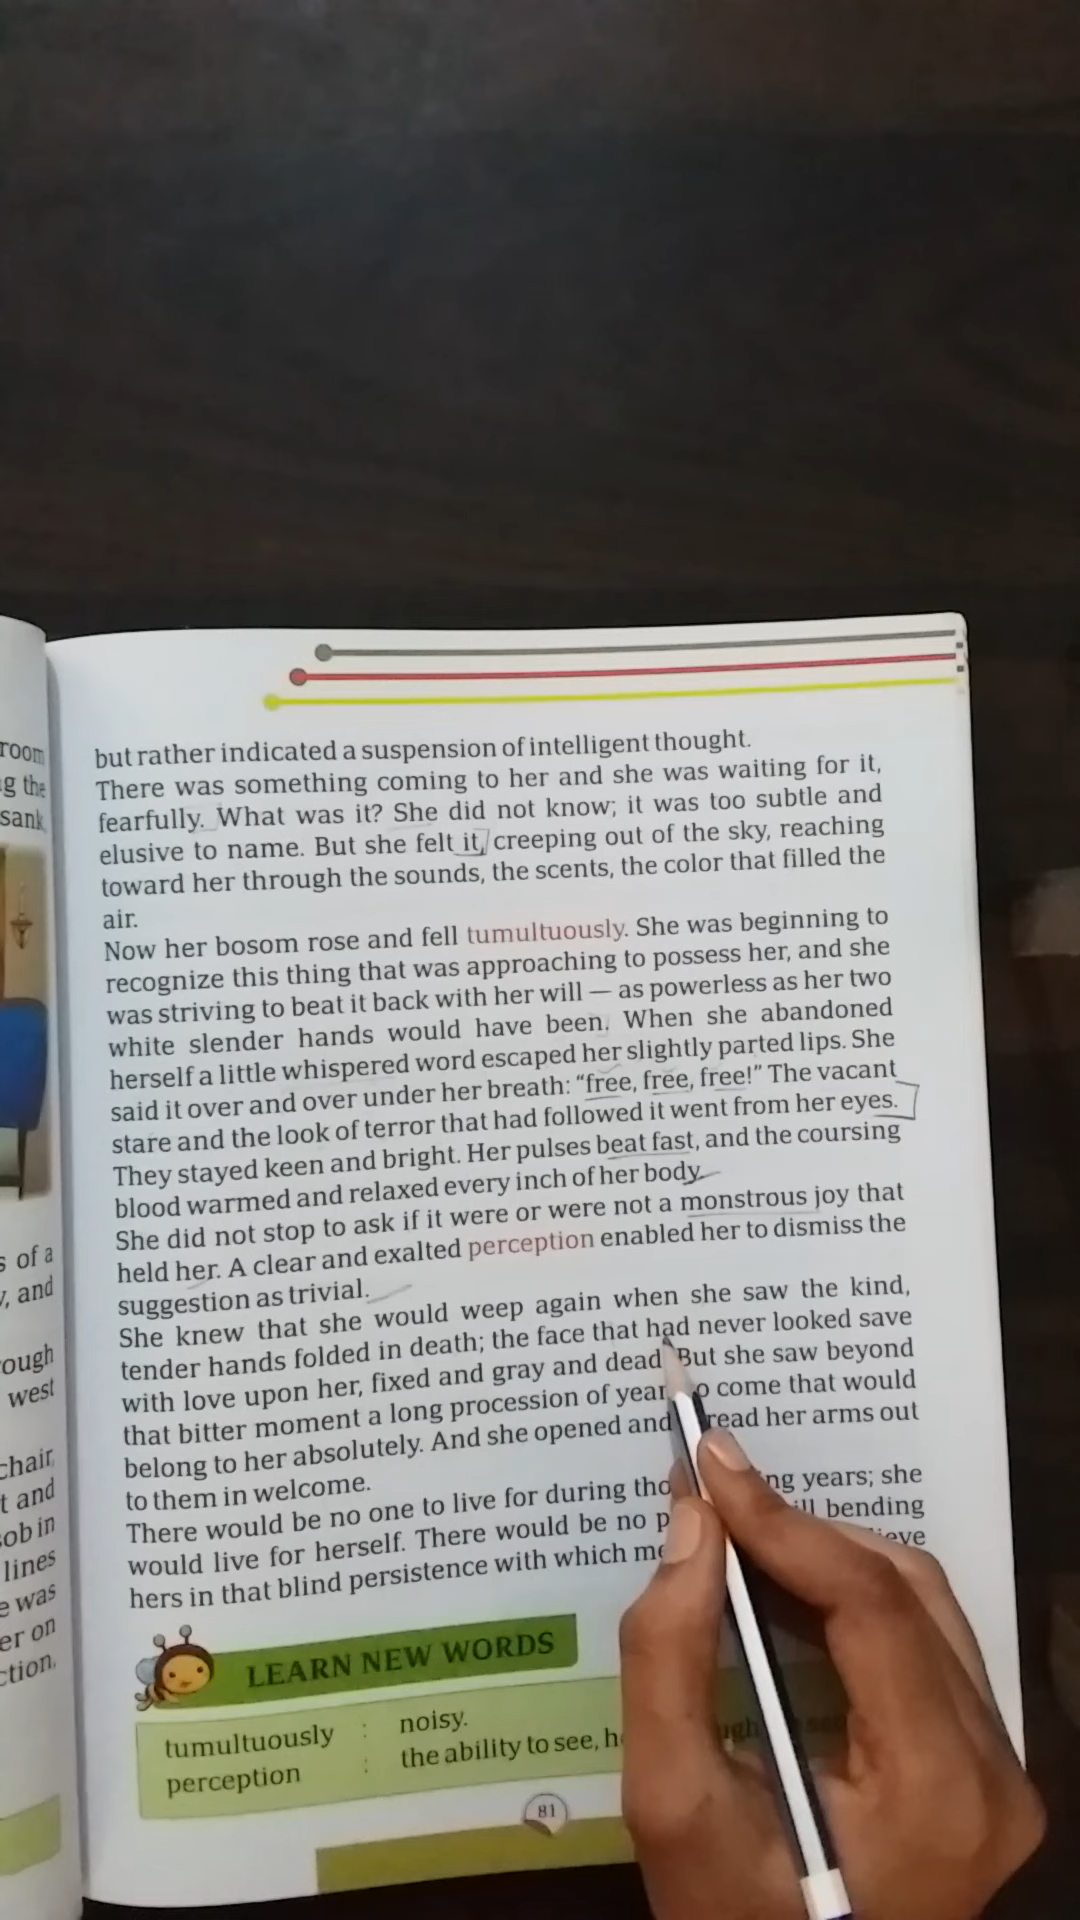 room
g the
sank
but rather indicated a suspension of intelligent thought.
There was something coming to her and she was waiting for it,
fearfully. What was it? She did not know; it was too subtle and
elusive to name. But she felt it, creeping out of the sky, reaching
toward her through the sounds, the scents, the color that filled the
air.
Now her bosom rose and fell tumultuously. She was beginning to
recognize this thing that was approaching to possess her, and she
was striving to beat it back with her will — as powerless as her two
white slender hands would have been. When she abandoned
herself a little whispered word escaped her slightly parted lips. She
said it over and over under her breath: “free, free, free!” The vacant
stare and the look of terror that had followed it went from her eyes.
They stayed keen and bright. Her pulses beat fast, and the coursing
blood warmed and relaxed every inch of her body.
She did not stop to ask if it were or were not a monstrous joy that
held her. A clear and exalted perception enabled her to dismiss the
suggestion as trivial.
She knew that she would weep again when she saw the kind,
tender hands folded in death; the face that had never looked save
with love upon her, fixed and gray and dead. But she saw beyond
that bitter moment a long procession of year o come that would
belong to her absolutely. And she opened and read her arms out
to them in welcome.
There would be no one to live for during tho ng years; she
would live for herself. There would be no p ll bending
hers in that blind persistence with which me ieve
s of a
, and
ough
west
chair,
t and
ob in
lines
e was
er on
ction,
LEARN NEW WORDS
tumultuously : noisy.
perception : the ability to see, h ugh
81